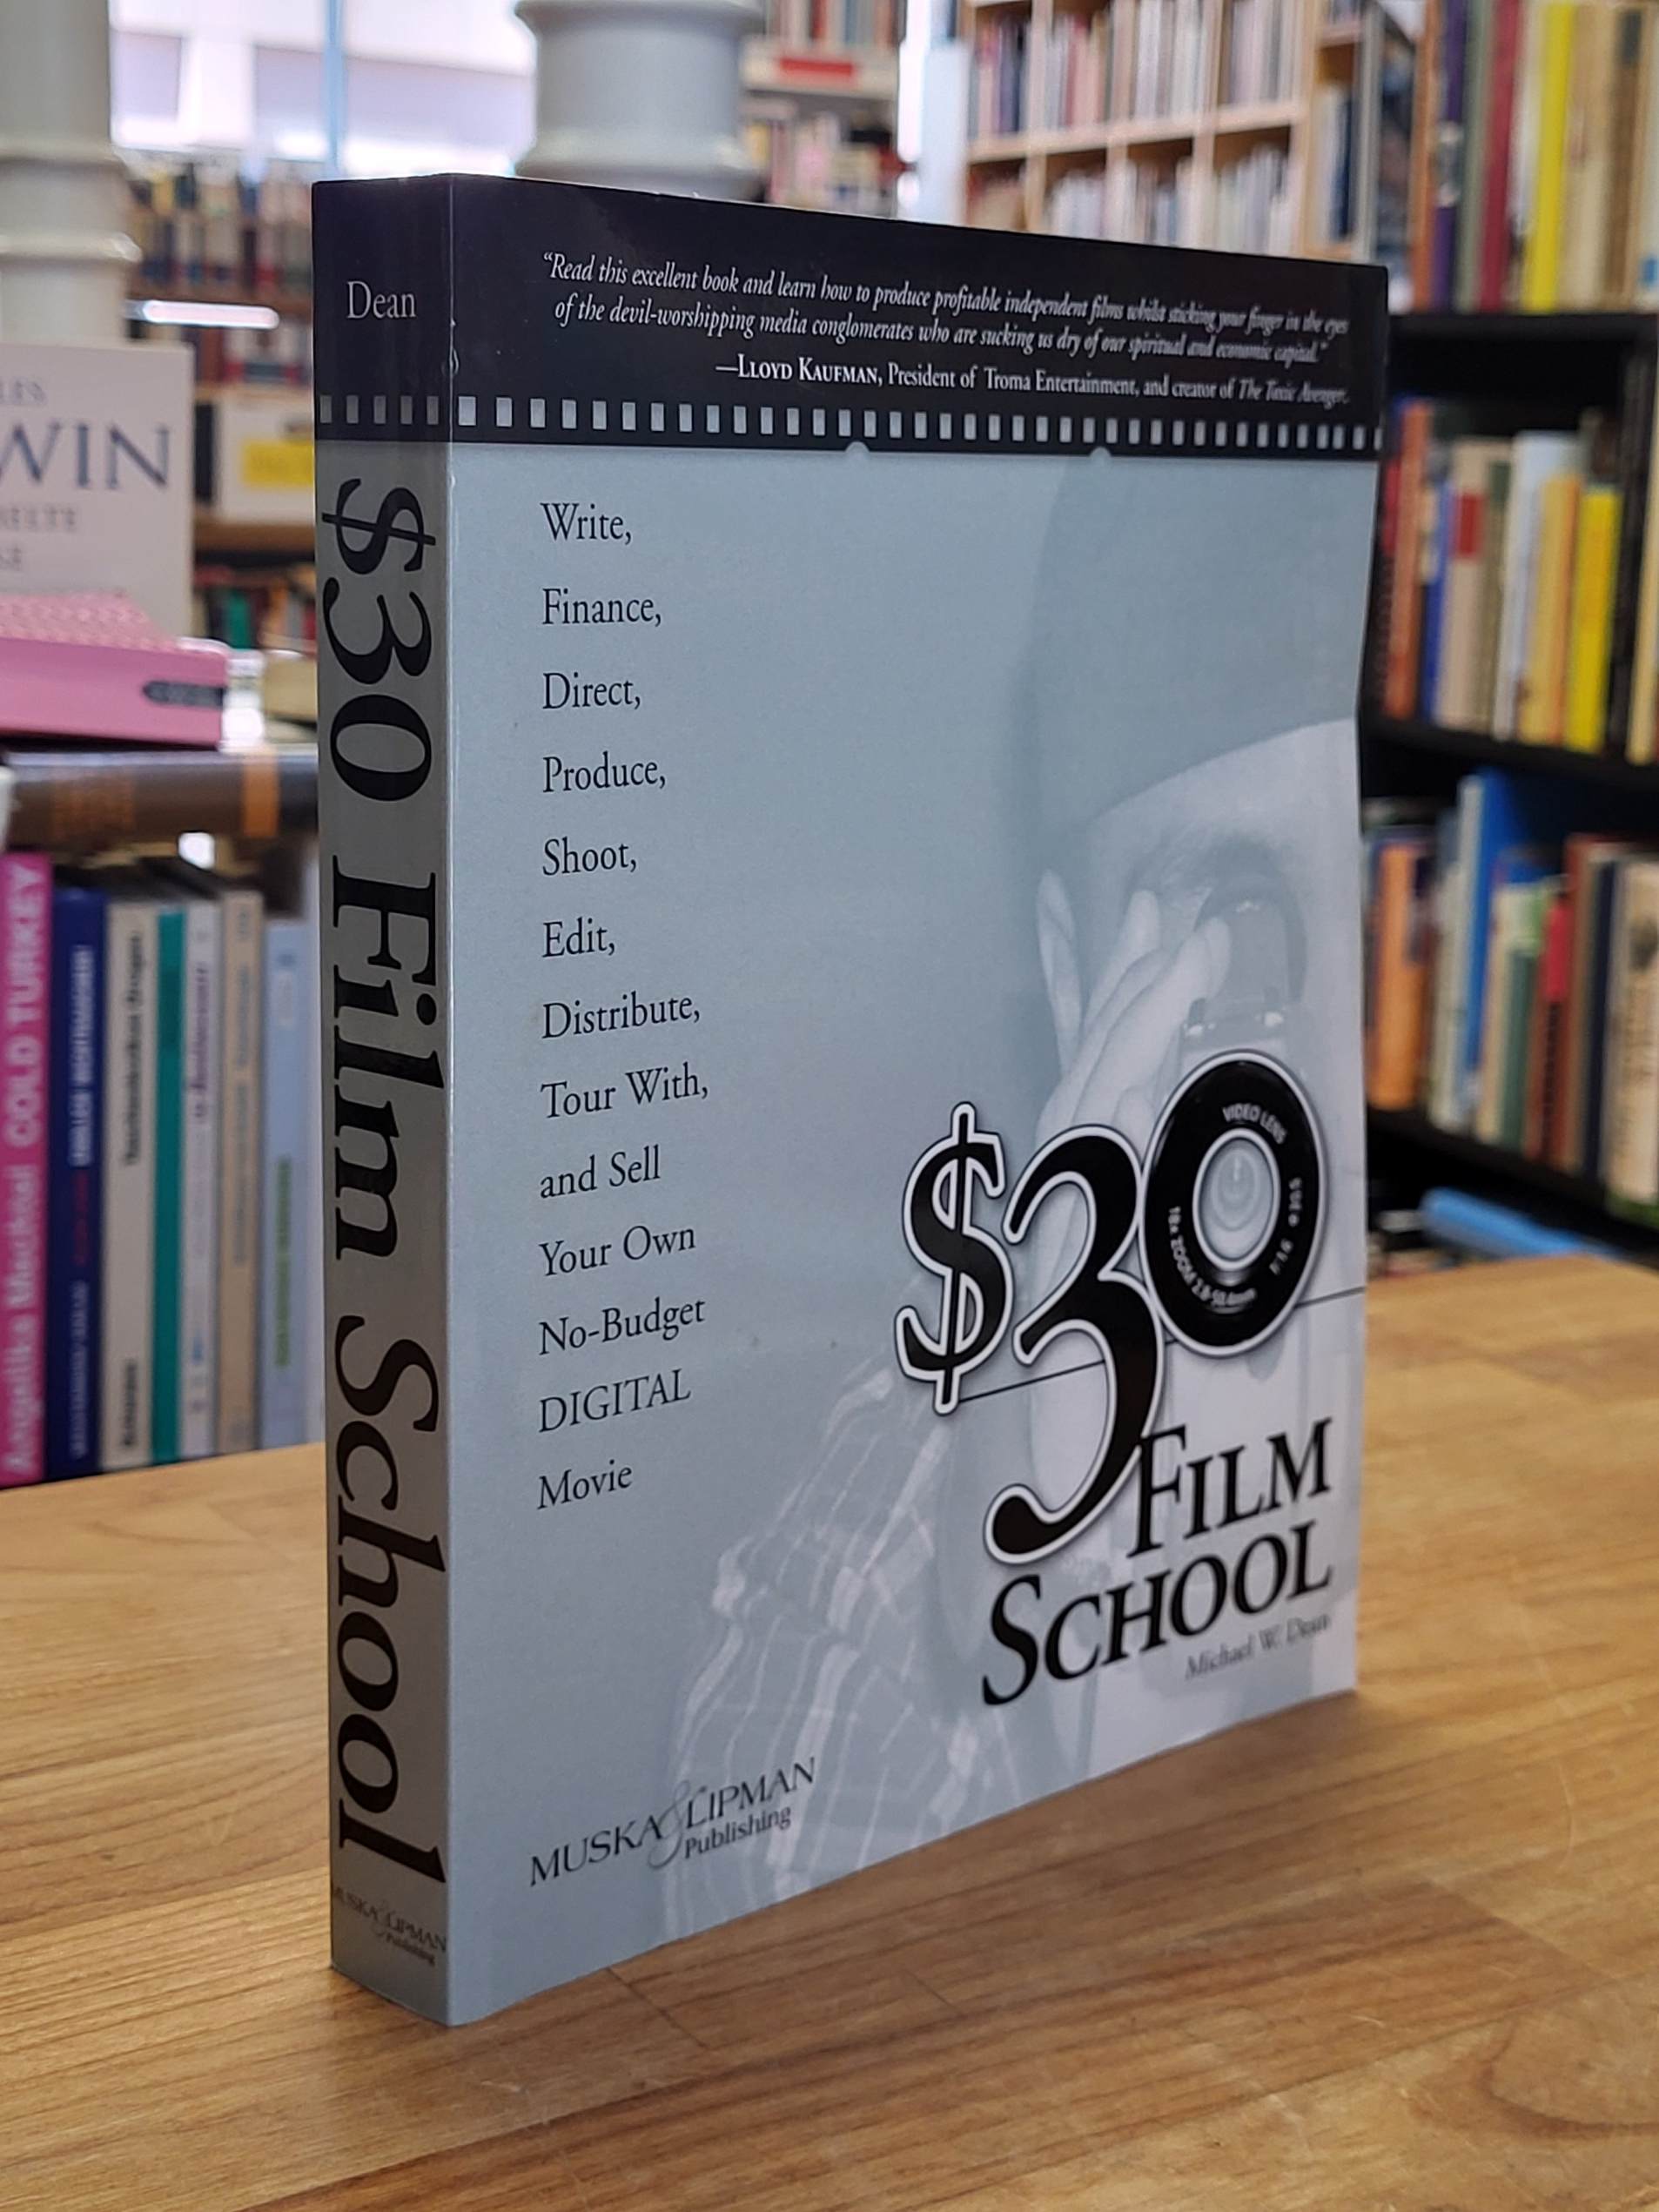 Dean
$30 Film School
MUSKA & LIPMAN
Publishing
“Read this excellent book and learn how to produce profitable independent films whilst sticking your finger in the eyes
of the devil-worshipping media conglomerates who are sucking us dry of our spiritual and economic capital.”
—LLOYD KAUFMAN, President of Troma Entertainment, and creator of The Toxic Avenger.
Write,
Finance,
Direct,
Produce,
Shoot,
Edit,
Distribute,
Tour With,
and Sell
Your Own
No-Budget
DIGITAL
Movie
$30
VIDEO LENS
FILM
SCHOOL
Michael W. Dean
MUSKA & LIPMAN
Publishing
WIN
COLD TURKEY